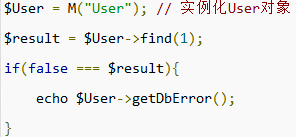 $User = M("User"); // 实例化User对象
$result = $User->find(1);
if(false === $result){
    echo $User->getDbError();
}